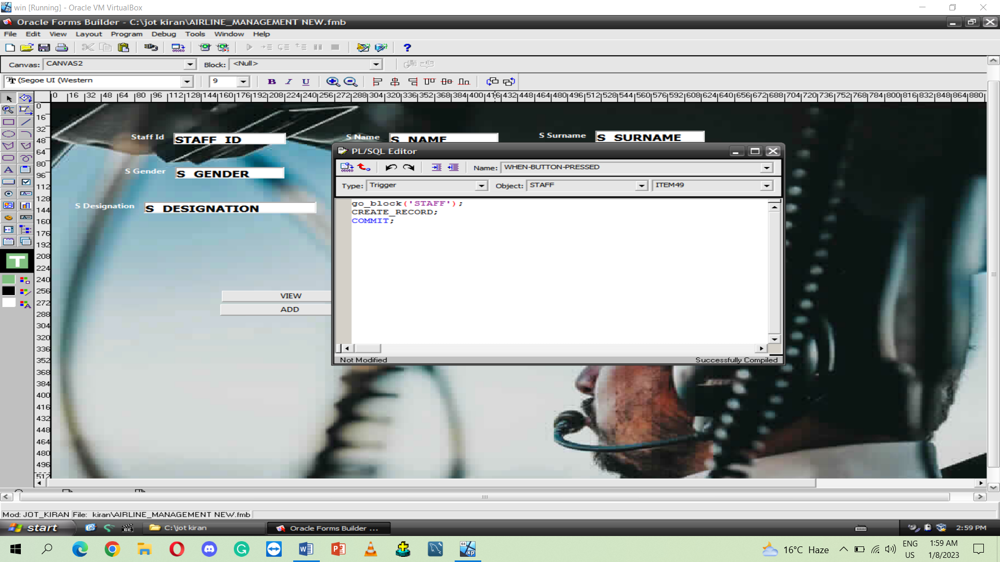 win [Running] - Oracle VM VirtualBox
Oracle Forms Builder - C:\jot kiran\AIRLINE_MANAGEMENT NEW.fmb
File Edit View Layout Program Debug Tools Window Help
Canvas: CANVAS2 Block: <Null>
(Segoe UI (Western 9 B I U
0 16 32 48 64 80 96 112 128 144 160 176 192 208 224 240 256 272 288 304 320 336 352 368 384 400 416 432 448 464 480 496 512 528 544 560 576 592 608 624 640 656 672 688 704 720 736 752 768 784 800 816 832 848 864 880
0
16
32
48
64
80
96
112
128
144
160
176
192
208
224
240
256
272
288
304
320
336
352
368
384
400
416
432
448
464
480
496
512
Staff Id STAFF_ID S Name S_NAME S Surname S_SURNAME
S Gender S_GENDER
S Designation S_DESIGNATION
VIEW
ADD
PL/SQL Editor
Name: WHEN-BUTTON-PRESSED
Type: Trigger Object: STAFF ITEM49
go_block('STAFF');
CREATE_RECORD;
COMMIT;
Not Modified Successfully Compiled
Mod: JOT_KIRAN File: kiran\AIRLINE_MANAGEMENT NEW.fmb
start C:\jot kiran Oracle Forms Builder ... 2:59 PM
16°C Haze ENG US 1:59 AM 1/8/2023